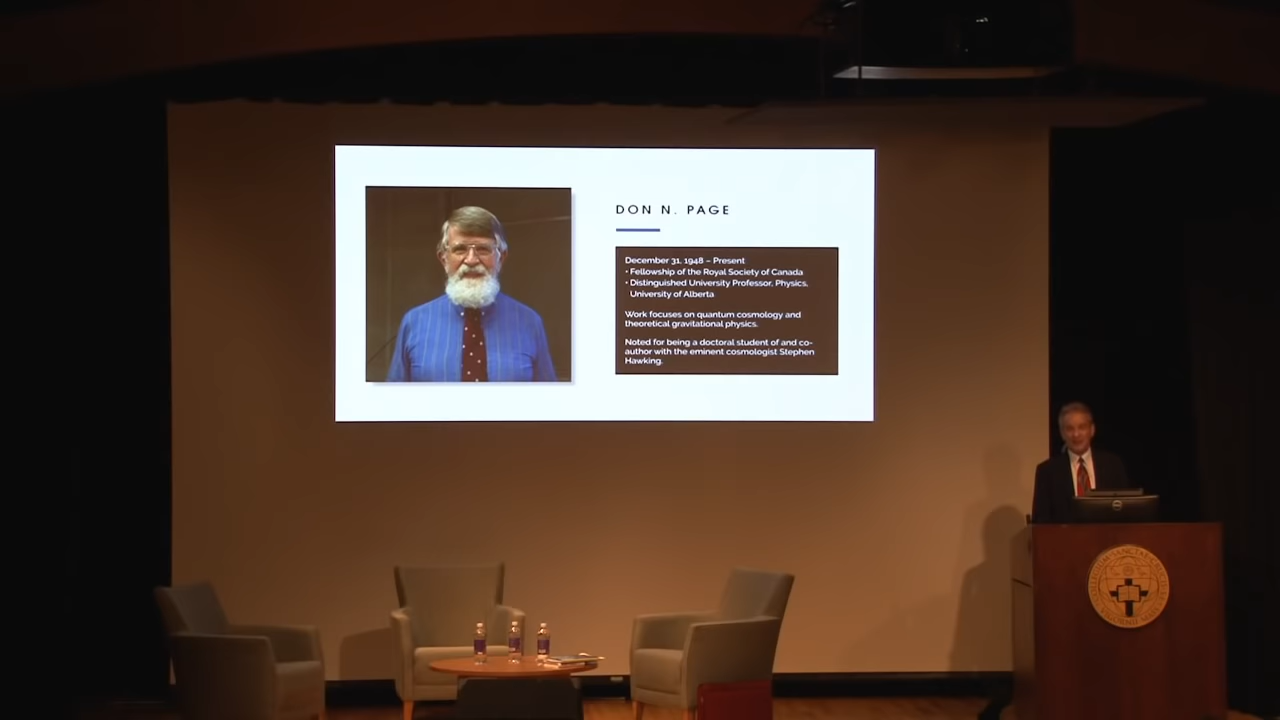 DON N. PAGE
December 31, 1948 – Present
• Fellowship of the Royal Society of Canada
• Distinguished University Professor, Physics,
University of Alberta
Work focuses on quantum cosmology and
theoretical gravitational physics.
Noted for being a doctoral student of and co-
author with the eminent cosmologist Stephen
Hawking.